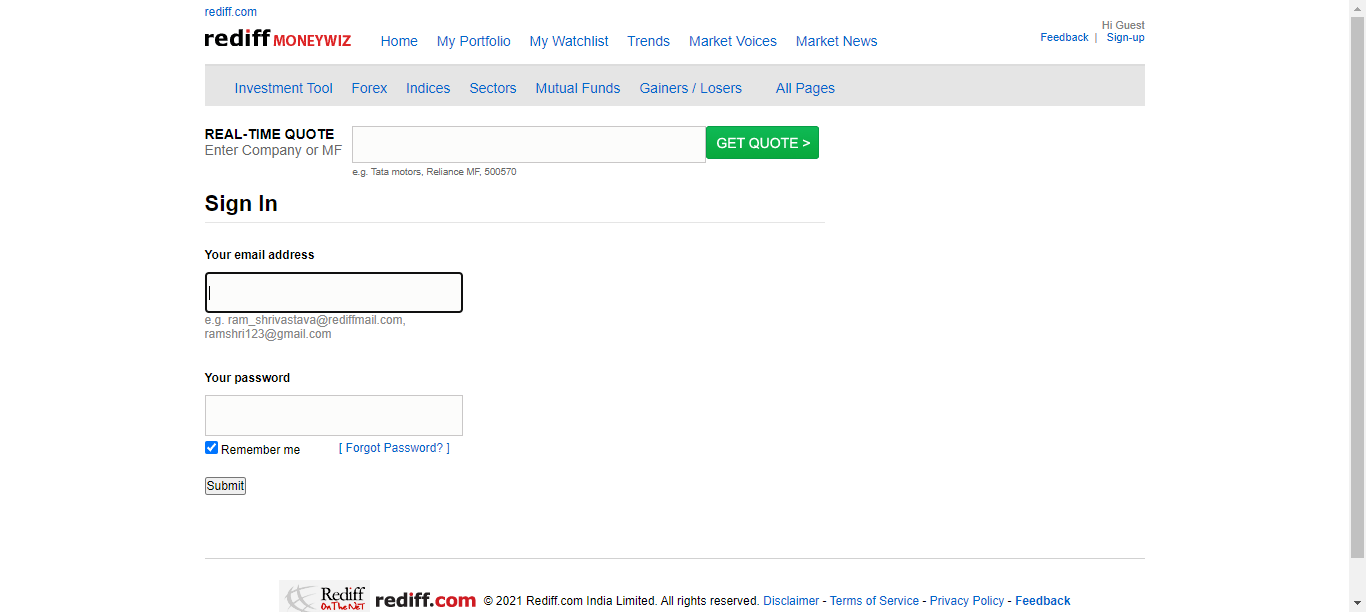 rediff.com
rediff MONEYWIZ Home My Portfolio My Watchlist Trends Market Voices Market News
Hi Guest
Feedback | Sign-up
Investment Tool Forex Indices Sectors Mutual Funds Gainers / Losers All Pages
REAL-TIME QUOTE
Enter Company or MF
GET QUOTE >
e.g. Tata motors, Reliance MF, 500570
Sign In
Your email address
e.g. ram_shrivastava@rediffmail.com,
ramshri123@gmail.com
Your password
Remember me [ Forgot Password? ]
Submit
Rediff
On The NeT
rediff.com © 2021 Rediff.com India Limited. All rights reserved. Disclaimer - Terms of Service - Privacy Policy - Feedback